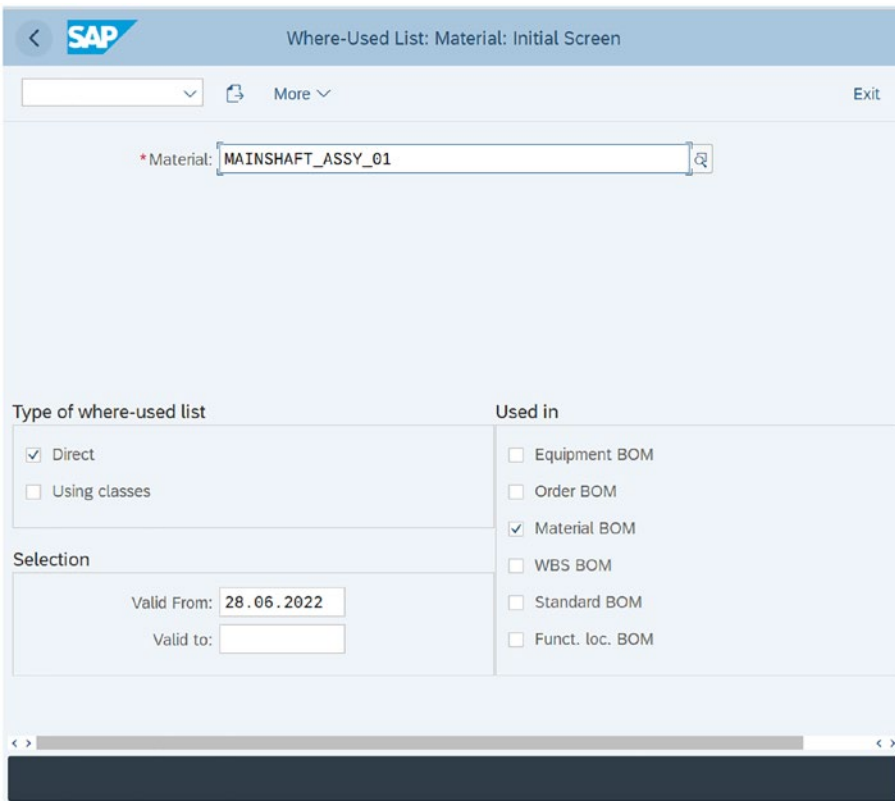 SAP
Where-Used List: Material: Initial Screen
More
Exit
*Material: MAINSHAFT_ASSY_01
Type of where-used list
Direct
Using classes
Selection
Valid From: 28.06.2022
Valid to:
Used in
Equipment BOM
Order BOM
Material BOM
WBS BOM
Standard BOM
Funct. loc. BOM